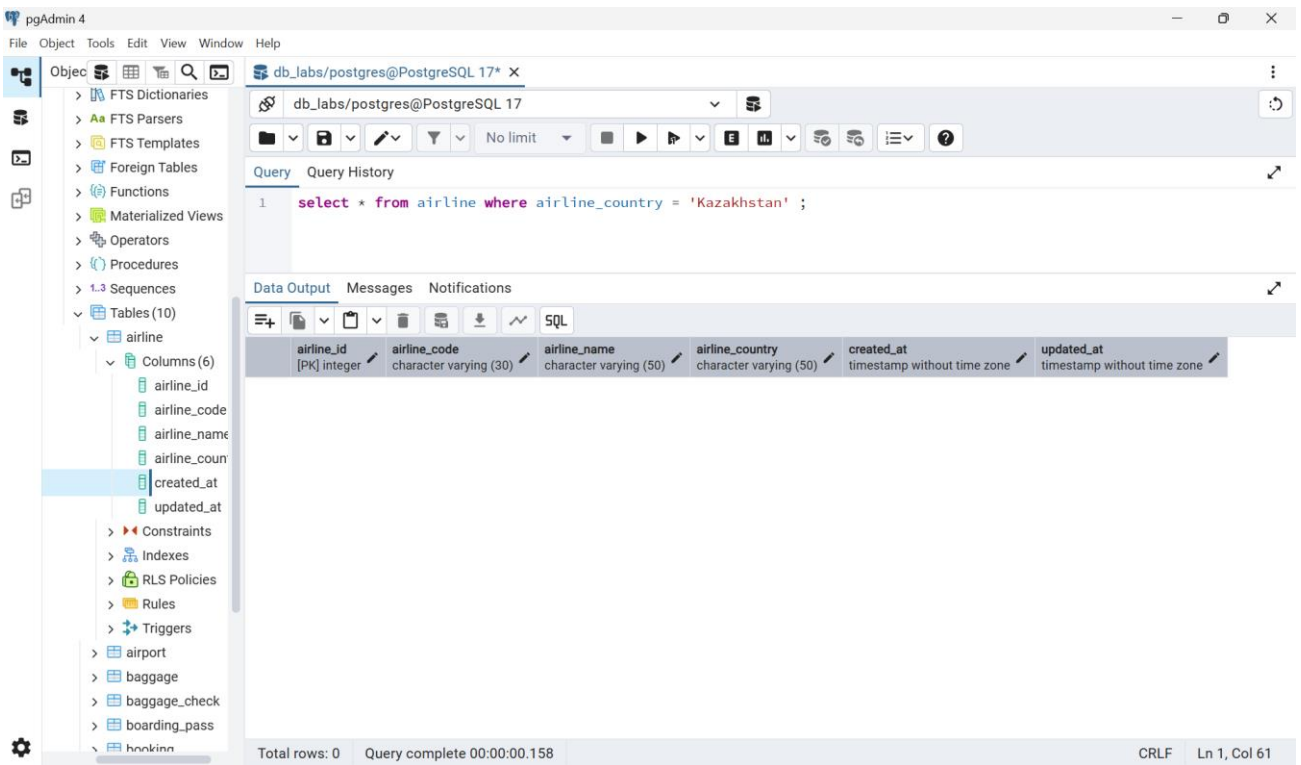 pgAdmin 4
File Object Tools Edit View Window Help
Objec
db_labs/postgres@PostgreSQL 17*
FTS Dictionaries
Aa FTS Parsers
FTS Templates
Foreign Tables
Functions
Materialized Views
Operators
Procedures
1..3 Sequences
Tables (10)
airline
Columns (6)
airline_id
airline_code
airline_name
airline_coun
created_at
updated_at
Constraints
Indexes
RLS Policies
Rules
Triggers
airport
baggage
baggage_check
boarding_pass
booking
db_labs/postgres@PostgreSQL 17
No limit
E
Query Query History
1 select * from airline where airline_country = 'Kazakhstan' ;
Data Output Messages Notifications
SQL
airline_id
[PK] integer
airline_code
character varying (30)
airline_name
character varying (50)
airline_country
character varying (50)
created_at
timestamp without time zone
updated_at
timestamp without time zone
Total rows: 0 Query complete 00:00:00.158 CRLF Ln 1, Col 61